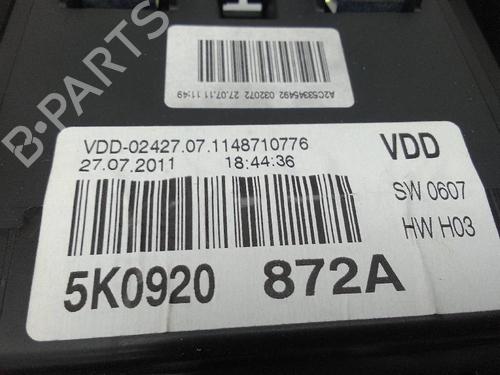 A2C53345492 032072 27.07.11 11:49
VDD-02427.07.1148710776
27.07.2011 18:44:36
VDD
SW 0607
HW H03
5K0920 872A
B-PARTS